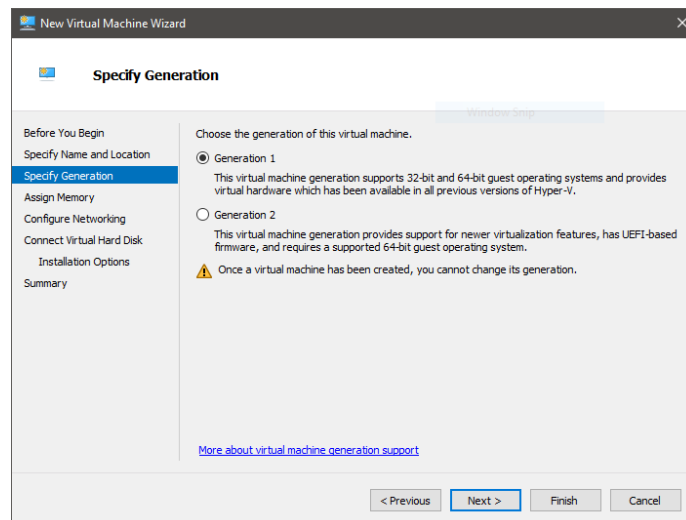 New Virtual Machine Wizard
Specify Generation
Window Snip
Before You Begin
Specify Name and Location
Specify Generation
Assign Memory
Configure Networking
Connect Virtual Hard Disk
Installation Options
Summary
Choose the generation of this virtual machine.
Generation 1
This virtual machine generation supports 32-bit and 64-bit guest operating systems and provides
virtual hardware which has been available in all previous versions of Hyper-V.
Generation 2
This virtual machine generation provides support for newer virtualization features, has UEFI-based
firmware, and requires a supported 64-bit guest operating system.
Once a virtual machine has been created, you cannot change its generation.
More about virtual machine generation support
< Previous
Next >
Finish
Cancel